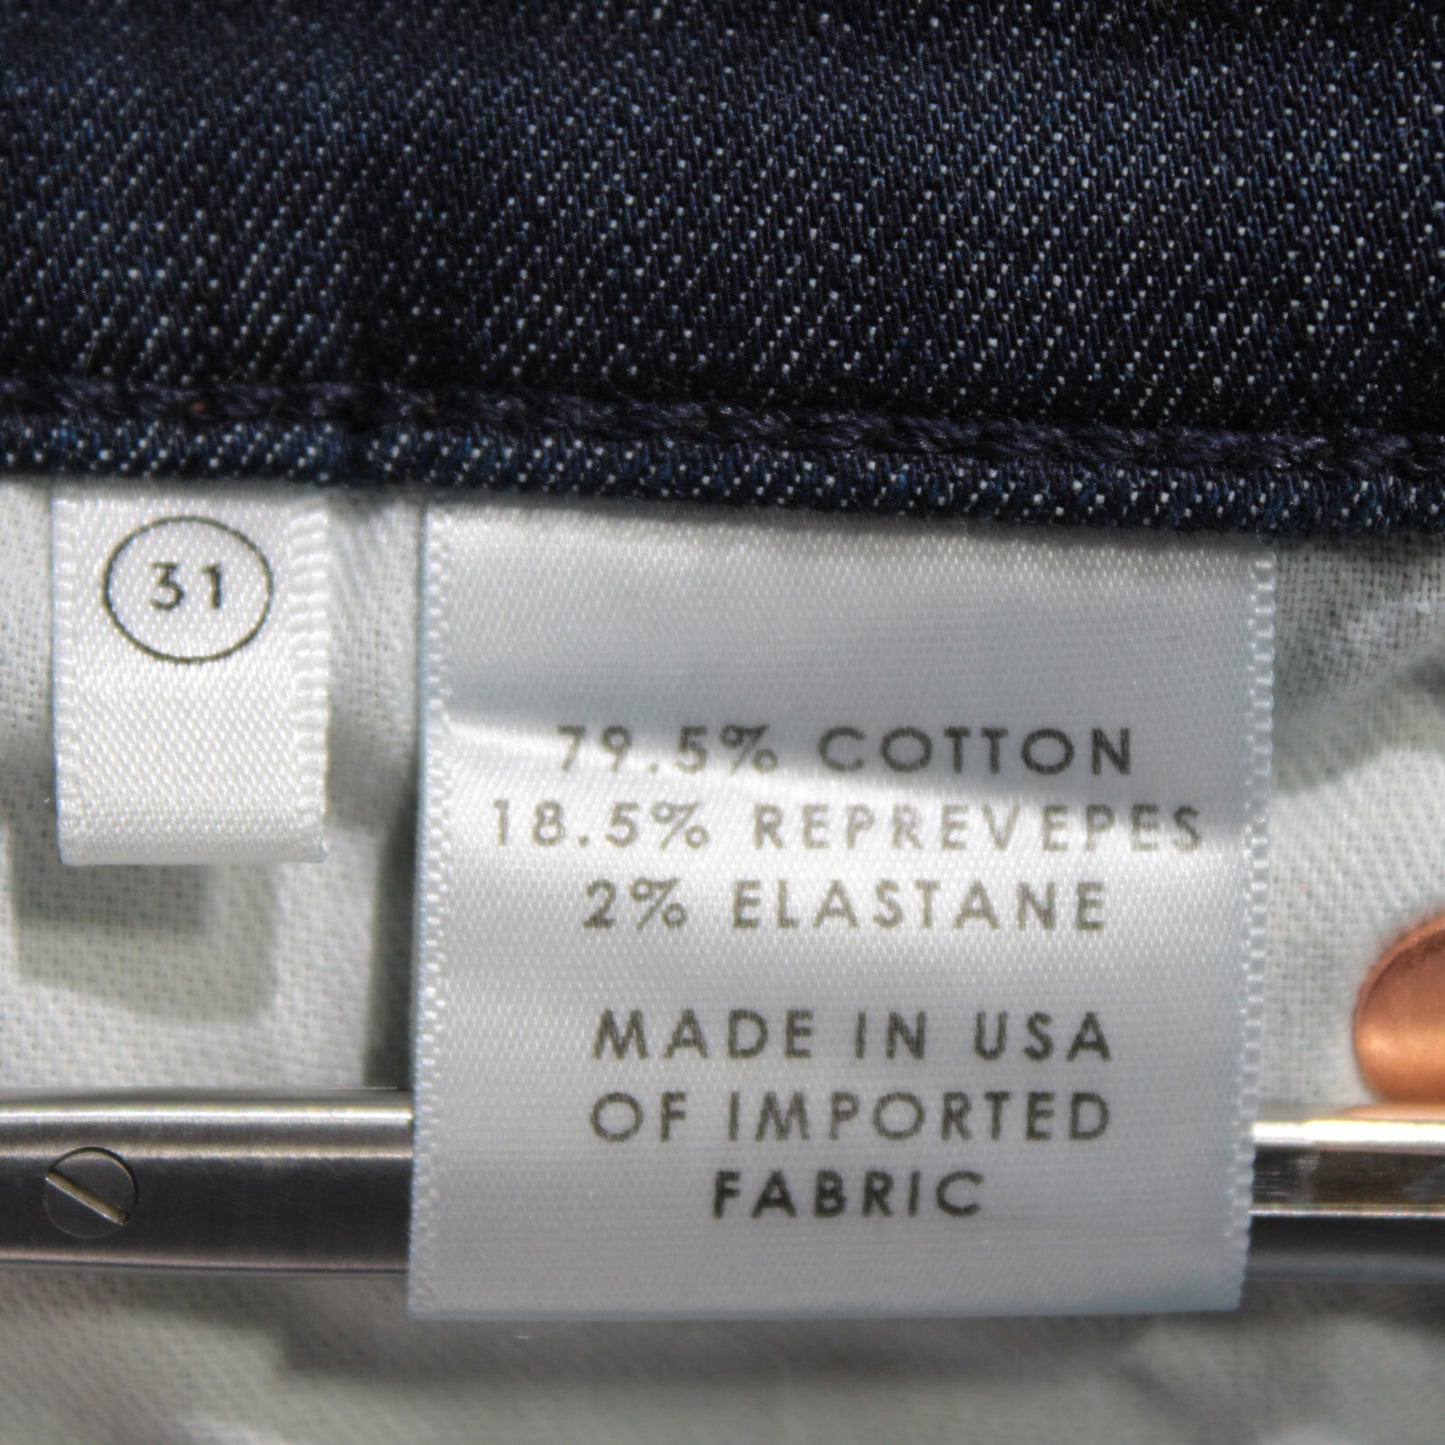 31
79.5% COTTON
18.5% REPREVEPES
2% ELASTANE
MADE IN USA
OF IMPORTED
FABRIC